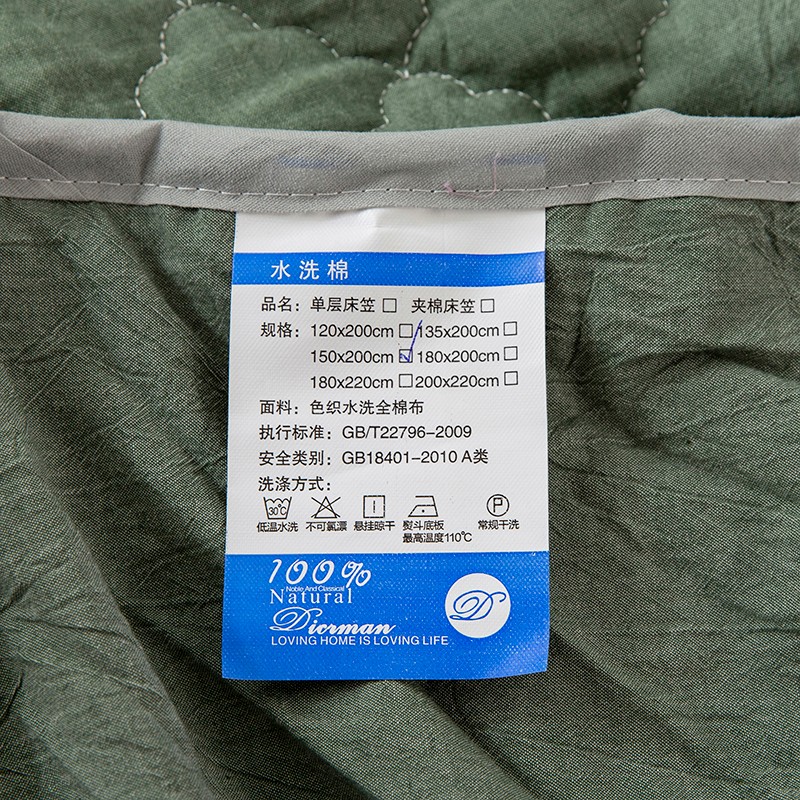 水洗棉
品名：单层床笠□ 夹棉床笠□
规格：120x200cm□135x200cm□
150x200cm☑180x200cm□
180x220cm□200x220cm□
面料：色织水洗全棉布
执行标准：GB/T22796-2009
安全类别：GB18401-2010 A类
洗涤方式：
30℃ P
低温水洗 不可氯漂 悬挂晾干 熨斗底板 常规干洗
最高温度110℃
100%
Noble And Classical
Natural
Dicrman
LOVING HOME IS LOVING LIFE
D